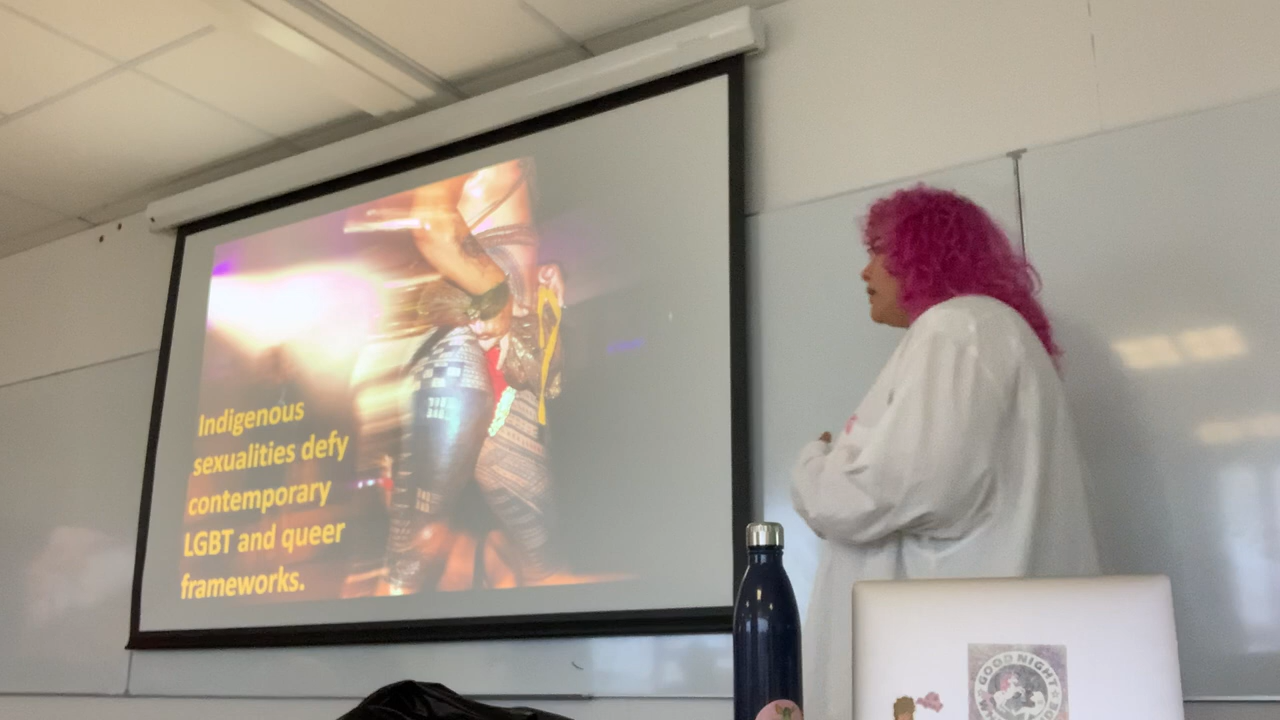 Indigenous
sexualities defy
contemporary
LGBT and queer
frameworks.
GOOD NIGHT